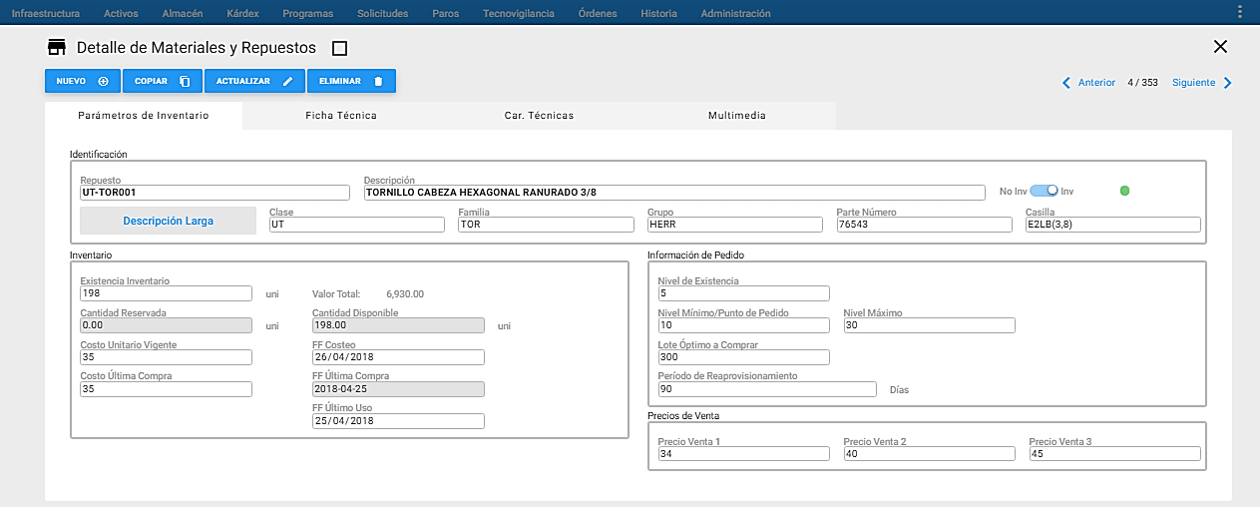 Infraestructura Activos Almacén Kárdex Programas Solicitudes Paros Tecnovigilancia Órdenes Historia Administración
Detalle de Materiales y Repuestos
NUEVO COPIAR ACTUALIZAR ELIMINAR
Anterior 4 / 353 Siguiente
Parámetros de Inventario Ficha Técnica Car. Técnicas Multimedia
Identificación
Repuesto Descripción
UT-TOR001 TORNILLO CABEZA HEXAGONAL RANURADO 3/8 No Inv Inv
Descripción Larga
Clase Familia Grupo Parte Número Casilla
UT TOR HERR 76543 E2LB(3,8)
Inventario
Existencia Inventario
198 uni Valor Total: 6,930.00
Cantidad Reservada Cantidad Disponible
0.00 uni 198.00 uni
Costo Unitario Vigente FF Costeo
35 26/04/2018
Costo Última Compra FF Última Compra
35 2018-04-25
FF Último Uso
25/04/2018
Información de Pedido
Nivel de Existencia
5
Nivel Mínimo/Punto de Pedido Nivel Máximo
10 30
Lote Óptimo a Comprar
300
Período de Reaprovisionamiento
90 Días
Precios de Venta
Precio Venta 1 Precio Venta 2 Precio Venta 3
34 40 45